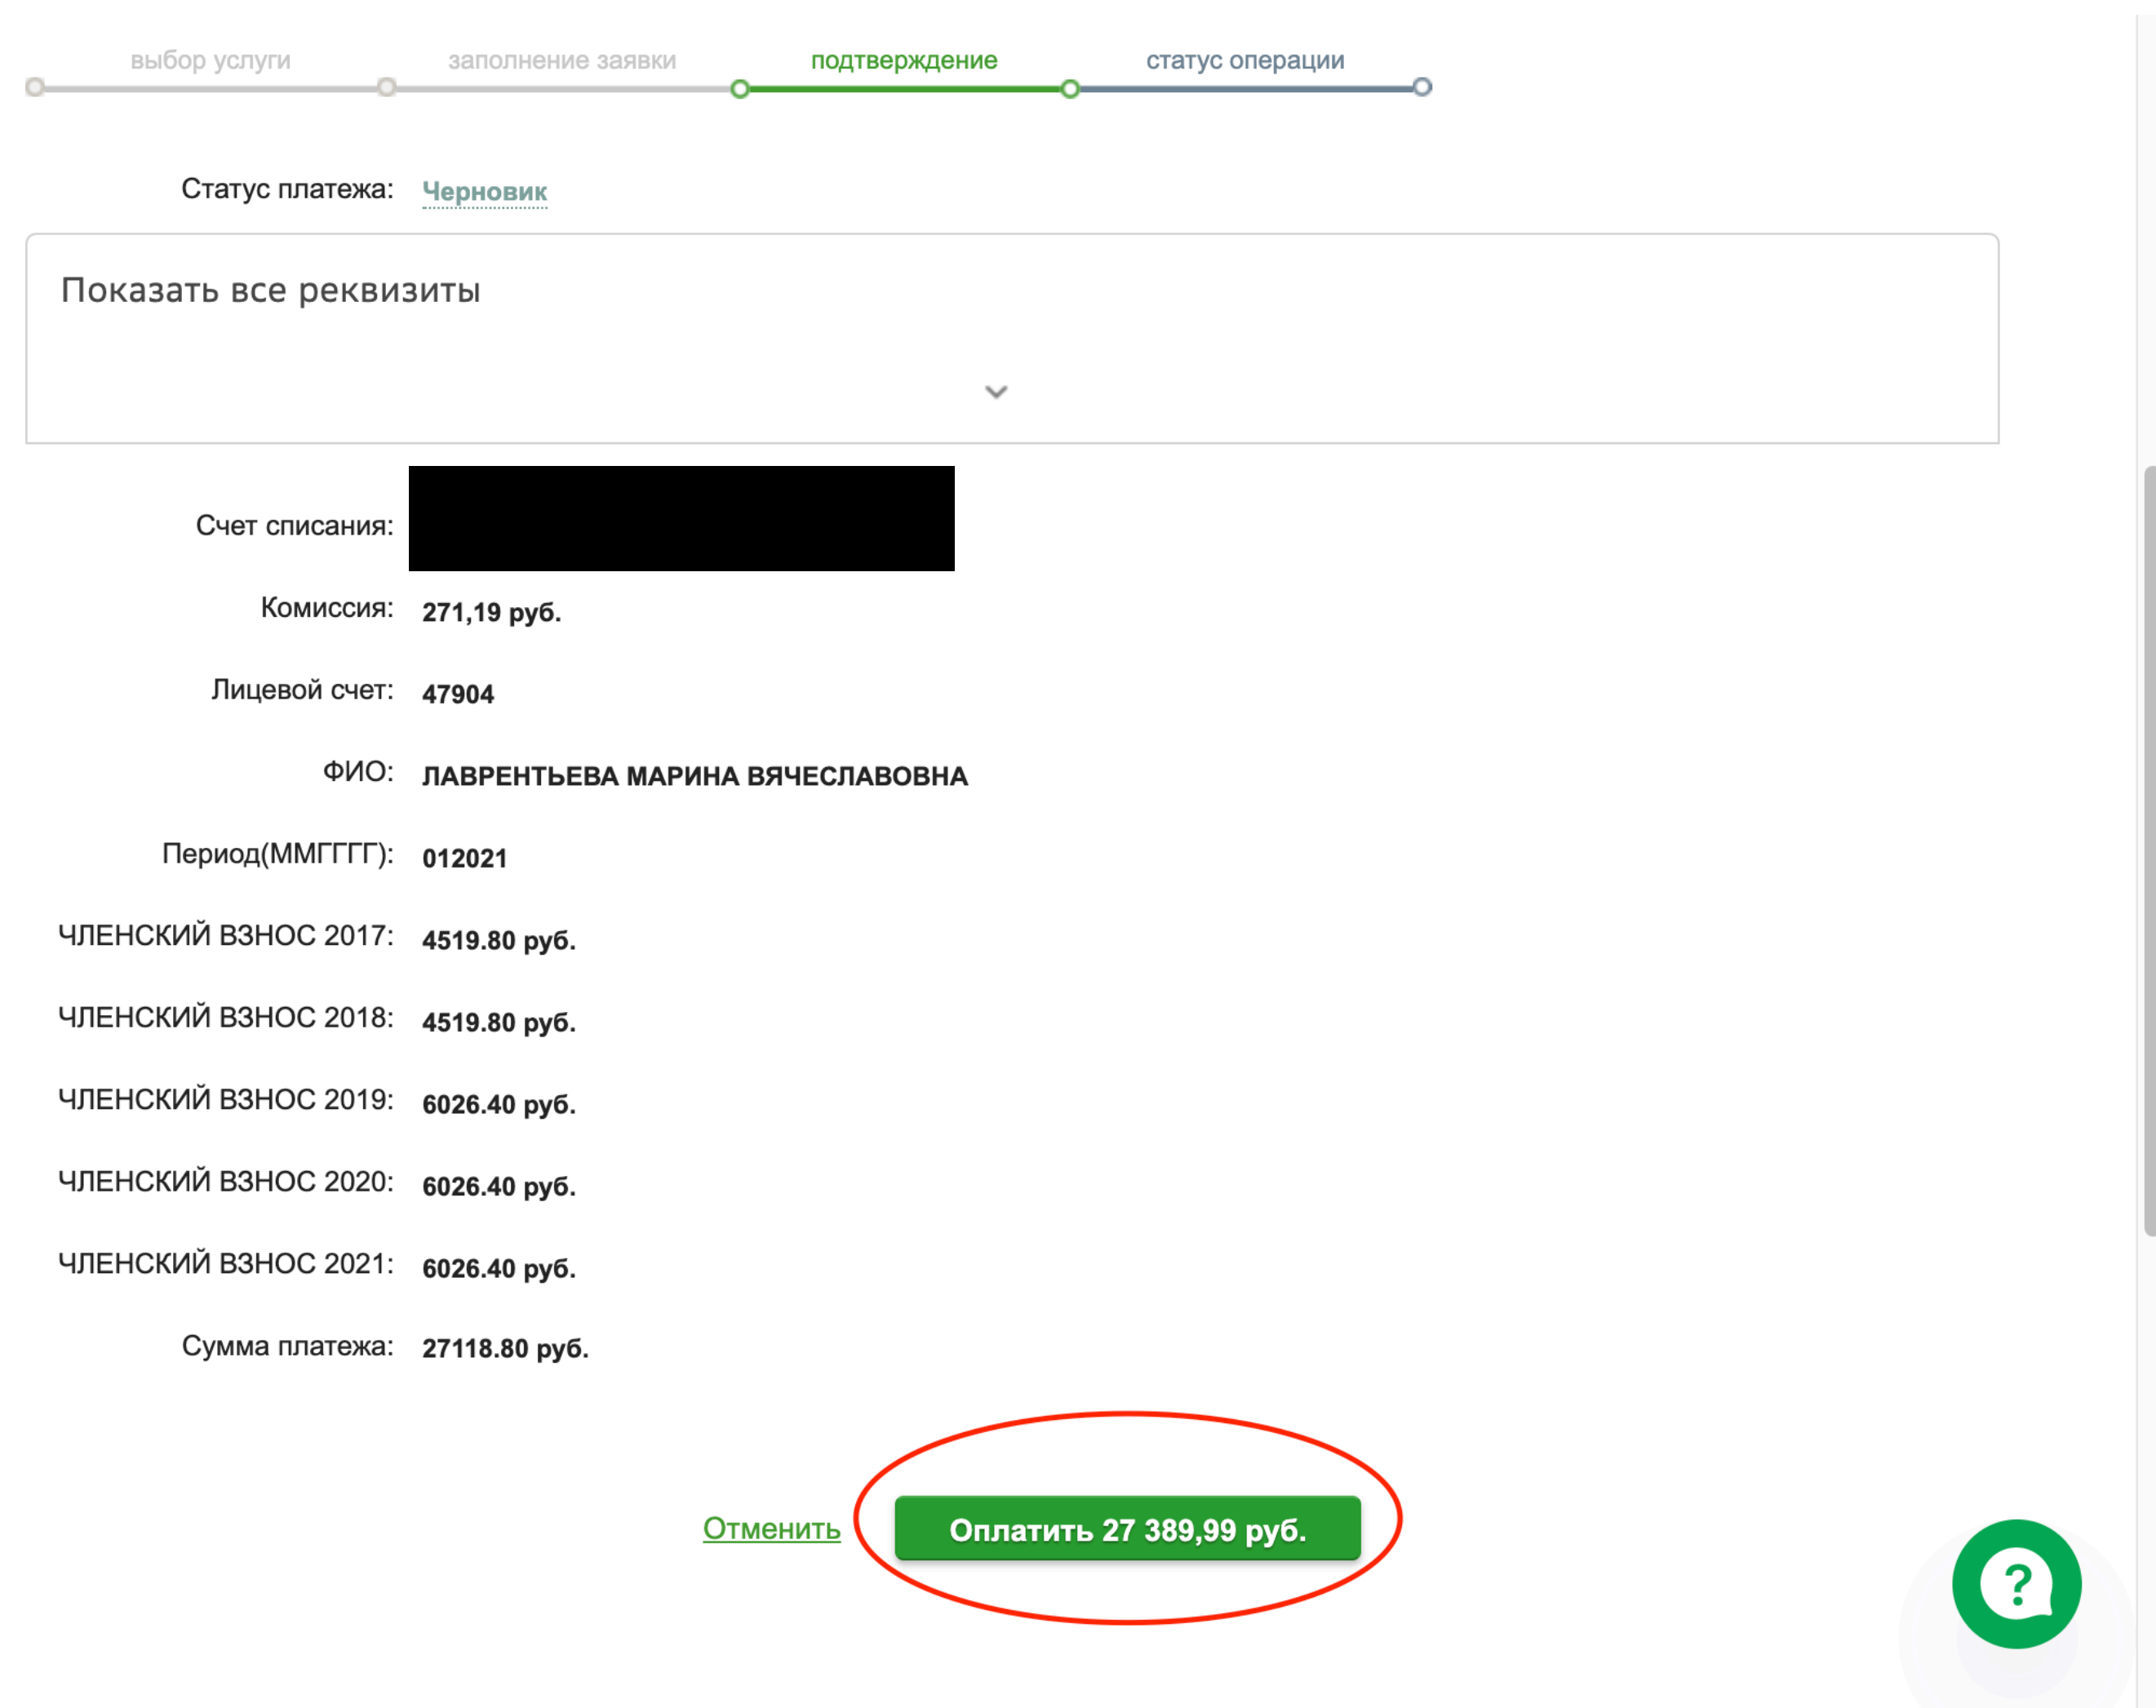 выбор услуги заполнение заявки подтверждение статус операции
Статус платежа: Черновик
Показать все реквизиты
Счет списания:
Комиссия: 271,19 руб.
Лицевой счет: 47904
ФИО: ЛАВРЕНТЬЕВА МАРИНА ВЯЧЕСЛАВОВНА
Период(ММГГГГ): 012021
ЧЛЕНСКИЙ ВЗНОС 2017: 4519.80 руб.
ЧЛЕНСКИЙ ВЗНОС 2018: 4519.80 руб.
ЧЛЕНСКИЙ ВЗНОС 2019: 6026.40 руб.
ЧЛЕНСКИЙ ВЗНОС 2020: 6026.40 руб.
ЧЛЕНСКИЙ ВЗНОС 2021: 6026.40 руб.
Сумма платежа: 27118.80 руб.
Отменить Оплатить 27 389,99 руб.
?